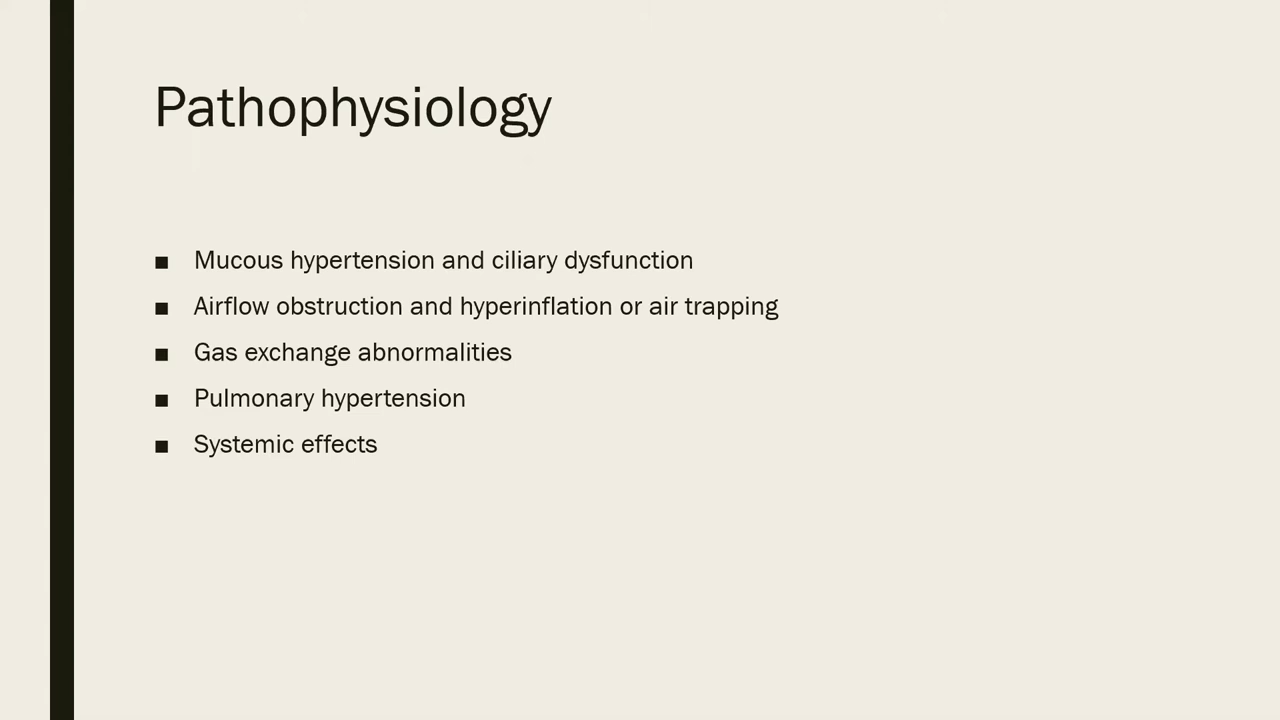 Pathophysiology
■ Mucous hypertension and ciliary dysfunction
■ Airflow obstruction and hyperinflation or air trapping
■ Gas exchange abnormalities
■ Pulmonary hypertension
■ Systemic effects